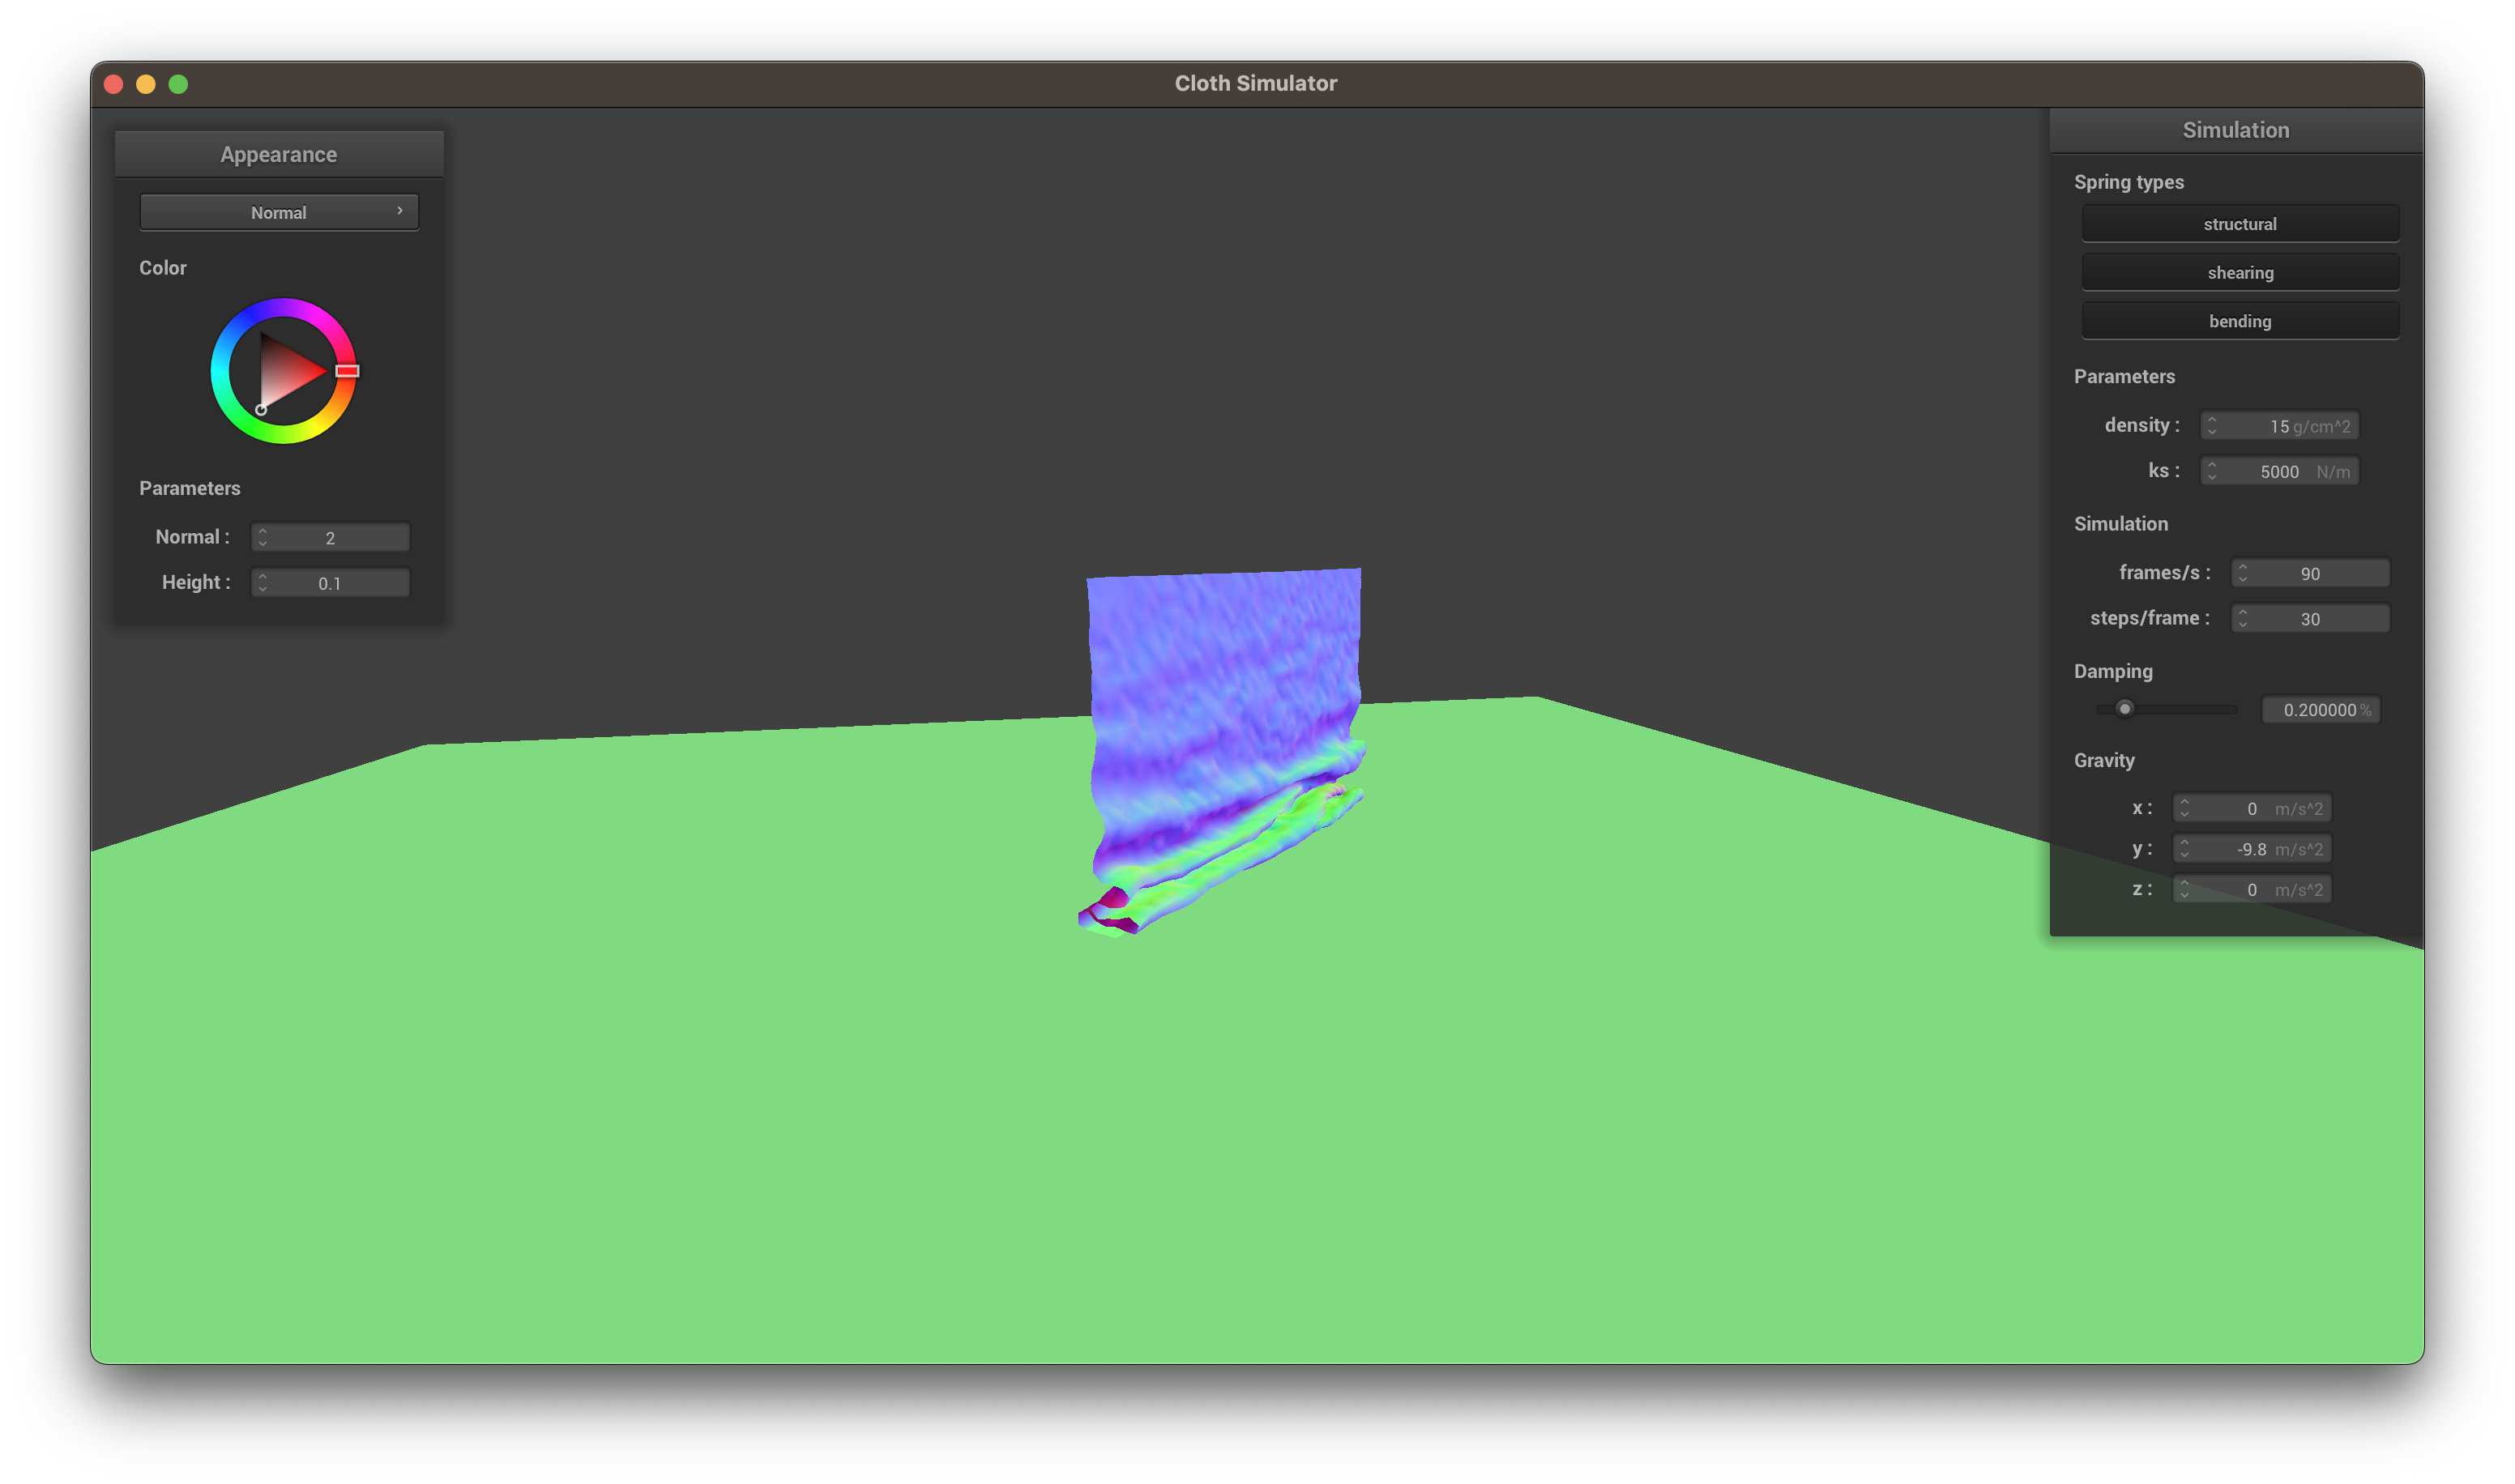 Cloth Simulator
Appearance
Normal
Color
Parameters
Normal : 2
Height : 0.1
Simulation
Spring types
structural
shearing
bending
Parameters
density : 15 g/cm^2
ks : 5000 N/m
Simulation
frames/s : 90
steps/frame : 30
Damping
0.200000 %
Gravity
x : 0 m/s^2
y : -9.8 m/s^2
z : 0 m/s^2